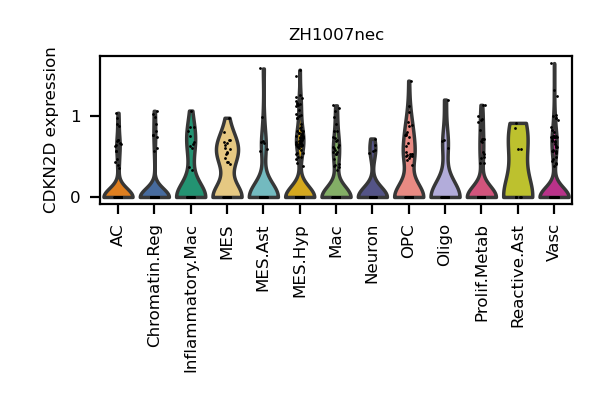 ZH1007nec
CDKN2D expression
1
0
AC
Chromatin.Reg
Inflammatory.Mac
MES
MES.Ast
MES.Hyp
Mac
Neuron
OPC
Oligo
Prolif.Metab
Reactive.Ast
Vasc